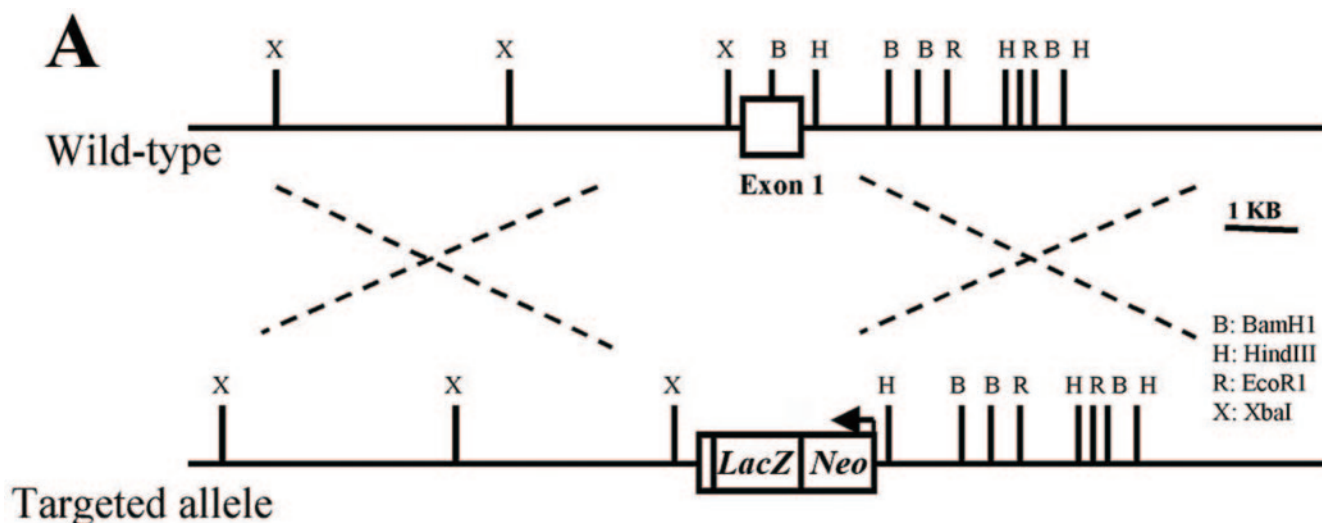 A
X X X B H B B R H R B H
Wild-type
Exon 1
1 KB
B: BamH1
H: HindIII
R: EcoR1
X: XbaI
X X X H B B R H R B H
LacZ Neo
Targeted allele